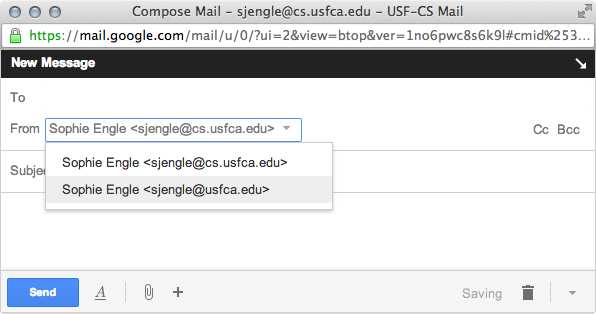 Compose Mail – sjengle@cs.usfca.edu – USF-CS Mail
https://mail.google.com/mail/u/0/?ui=2&view=btop&ver=1no6pwc8s6k9l#cmid%253...
New Message
To
From Sophie Engle <sjengle@cs.usfca.edu> Cc Bcc
Sophie Engle <sjengle@cs.usfca.edu>
Subje
Sophie Engle <sjengle@usfca.edu>
Send A Saving